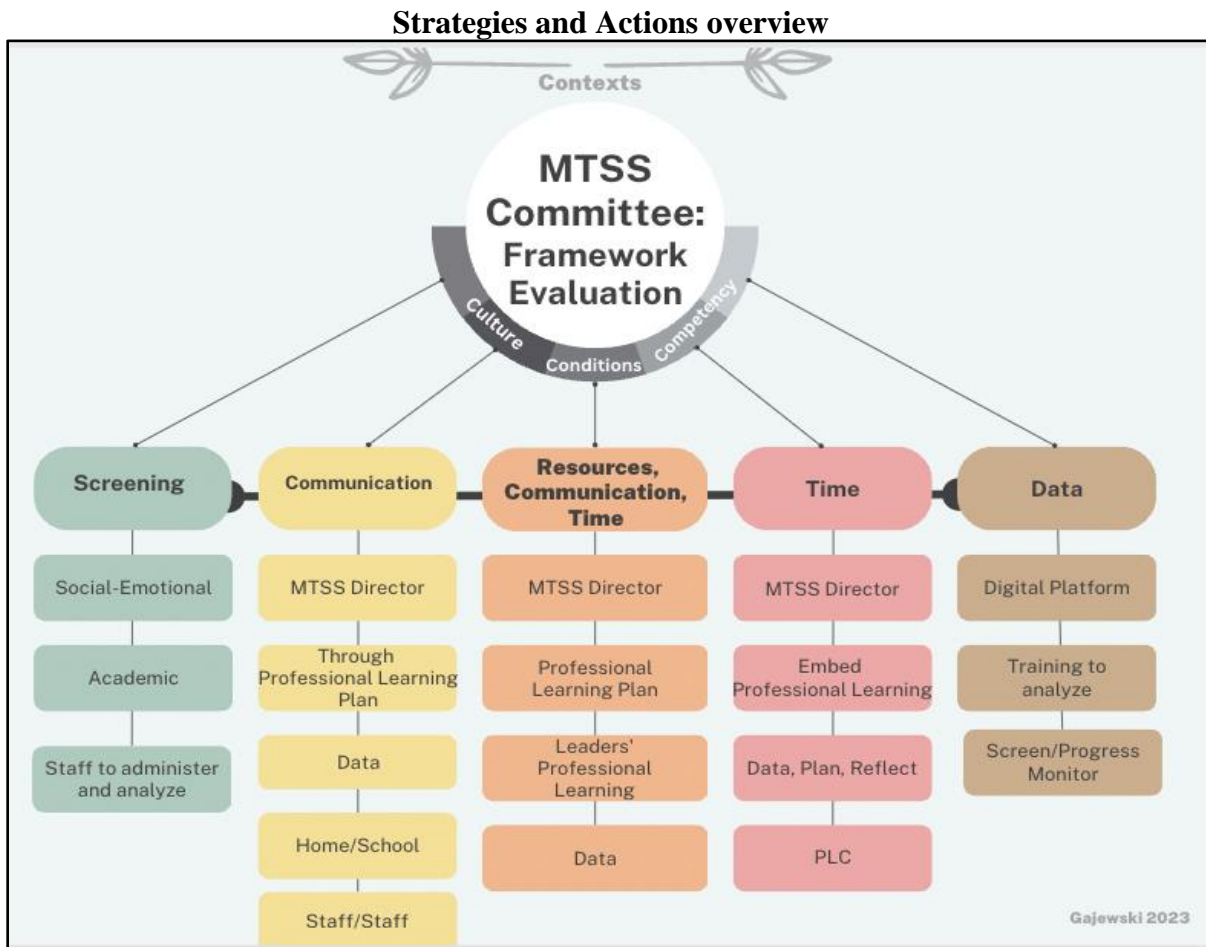 Strategies and Actions overview
Contexts
MTSS
Committee:
Framework
Evaluation
Culture
Conditions
Competency
Screening
Social-Emotional
Academic
Staff to administer
and analyze
Communication
MTSS Director
Through
Professional Learning
Plan
Data
Home/School
Staff/Staff
Resources,
Communication,
Time
MTSS Director
Professional
Learning Plan
Leaders'
Professional
Learning
Data
Time
MTSS Director
Embed
Professional Learning
Data, Plan, Reflect
PLC
Data
Digital Platform
Training to
analyze
Screen/Progress
Monitor
Gajewski 2023